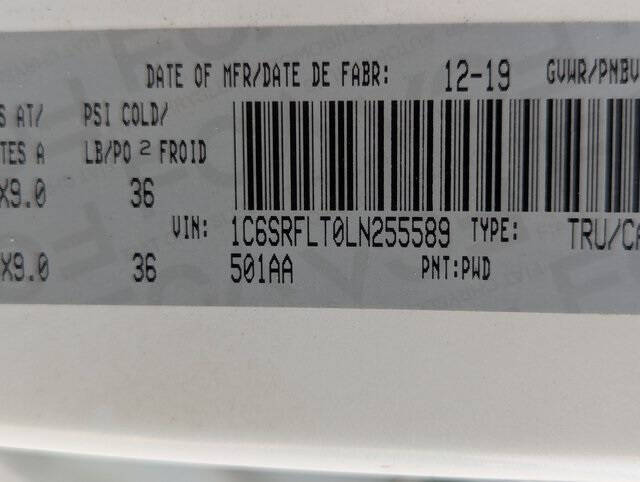 DATE OF MFR/DATE DE FABR: 12-19 GVWR/PNBV
S AT/ PSI COLD/
TES A LB/PO 2 FROID
X9.0 36
VIN: 1C6SRFLT0LN255589 TYPE: TRU/CA
X9.0 36 501AA PNT:PWD